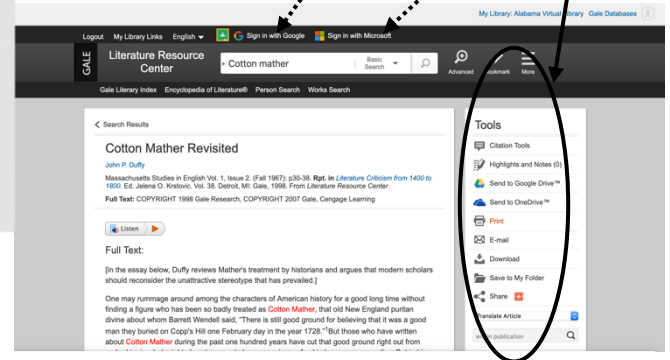 My Library: Alabama Virtual Library Gale Databases X
Logout My Library Links English Sign in with Google Sign in with Microsoft
GALE
Literature Resource
Center
Cotton mather
Basic
Search
Advanced Bookmark More
Gale Literary Index Encyclopedia of Literature® Person Search Works Search
Search Results
Cotton Mather Revisited
John P. Duffy
Massachusetts Studies in English Vol. 1, Issue 2. (Fall 1967): p30-38. Rpt. in Literature Criticism from 1400 to
1800. Ed. Jelena O. Krstovic. Vol. 38. Detroit, MI: Gale, 1998. From Literature Resource Center.
Full Text: COPYRIGHT 1998 Gale Research, COPYRIGHT 2007 Gale, Cengage Learning
Listen
Full Text:
[In the essay below, Duffy reviews Mather's treatment by historians and argues that modern scholars
should reconsider the unattractive stereotype that has prevailed.]
One may rummage around among the characters of American history for a good long time without
finding a figure who has been so badly treated as Cotton Mather, that old New England puritan
divine about whom Barrett Wendell said, "There is still good ground for believing that it was a good
man they buried on Copp's Hill one February day in the year 1728."1But those who have written
about Cotton Mather during the past one hundred years have cut that good ground right out from
Tools
Citation Tools
Highlights and Notes (0)
Send to Google Drive™
Send to OneDrive™
Print
E-mail
Download
Save to My Folder
Share
Translate Article
publication